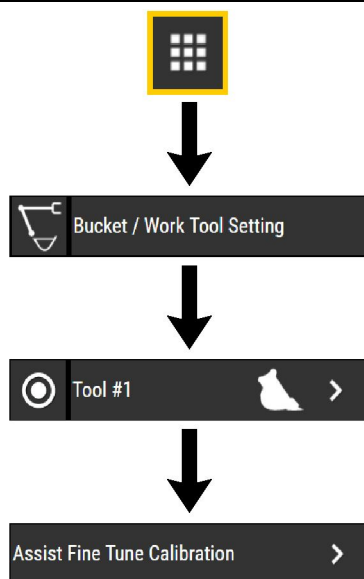 Bucket / Work Tool Setting
Tool #1
Assist Fine Tune Calibration